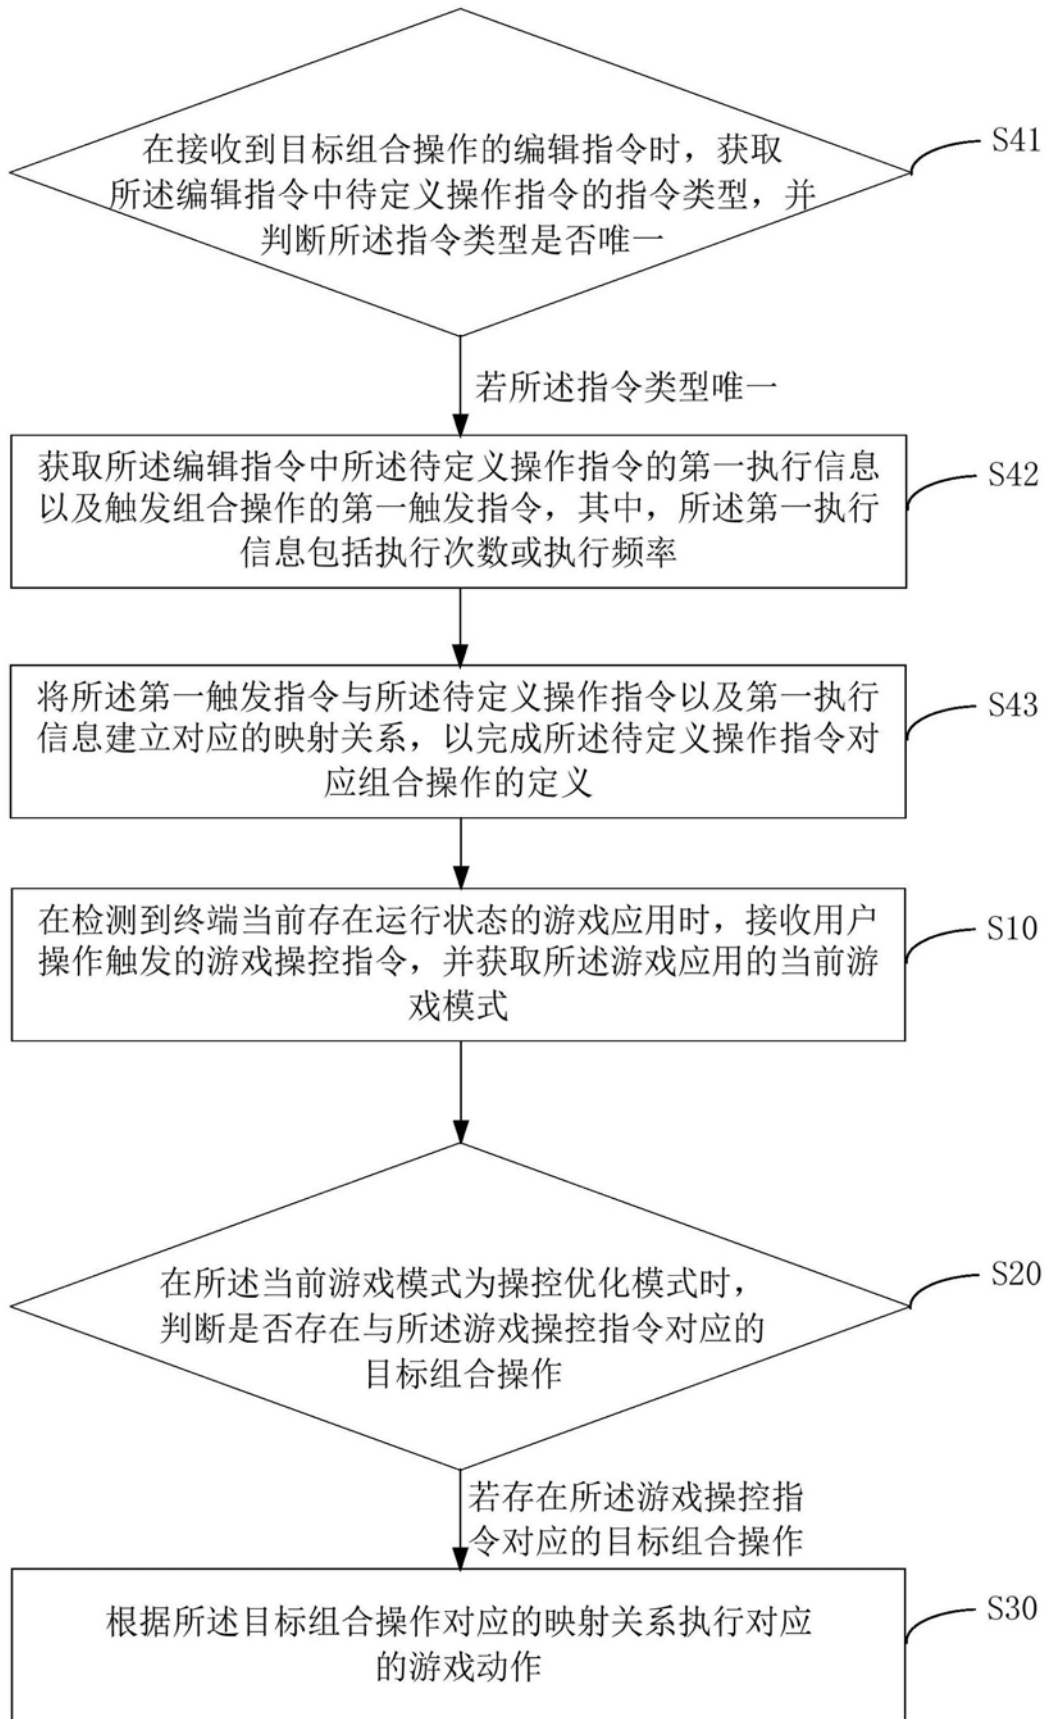 在接收到目标组合操作的编辑指令时，获取
所述编辑指令中待定义操作指令的指令类型，并
判断所述指令类型是否唯一
S41
若所述指令类型唯一
获取所述编辑指令中所述待定义操作指令的第一执行信息
以及触发组合操作的第一触发指令，其中，所述第一执行
信息包括执行次数或执行频率
S42
将所述第一触发指令与所述待定义操作指令以及第一执行
信息建立对应的映射关系，以完成所述待定义操作指令对
应组合操作的定义
S43
在检测到终端当前存在运行状态的游戏应用时，接收用户
操作触发的游戏操控指令，并获取所述游戏应用的当前游
戏模式
S10
在所述当前游戏模式为操控优化模式时，
判断是否存在与所述游戏操控指令对应的
目标组合操作
S20
若存在所述游戏操控指
令对应的目标组合操作
根据所述目标组合操作对应的映射关系执行对应
的游戏动作
S30